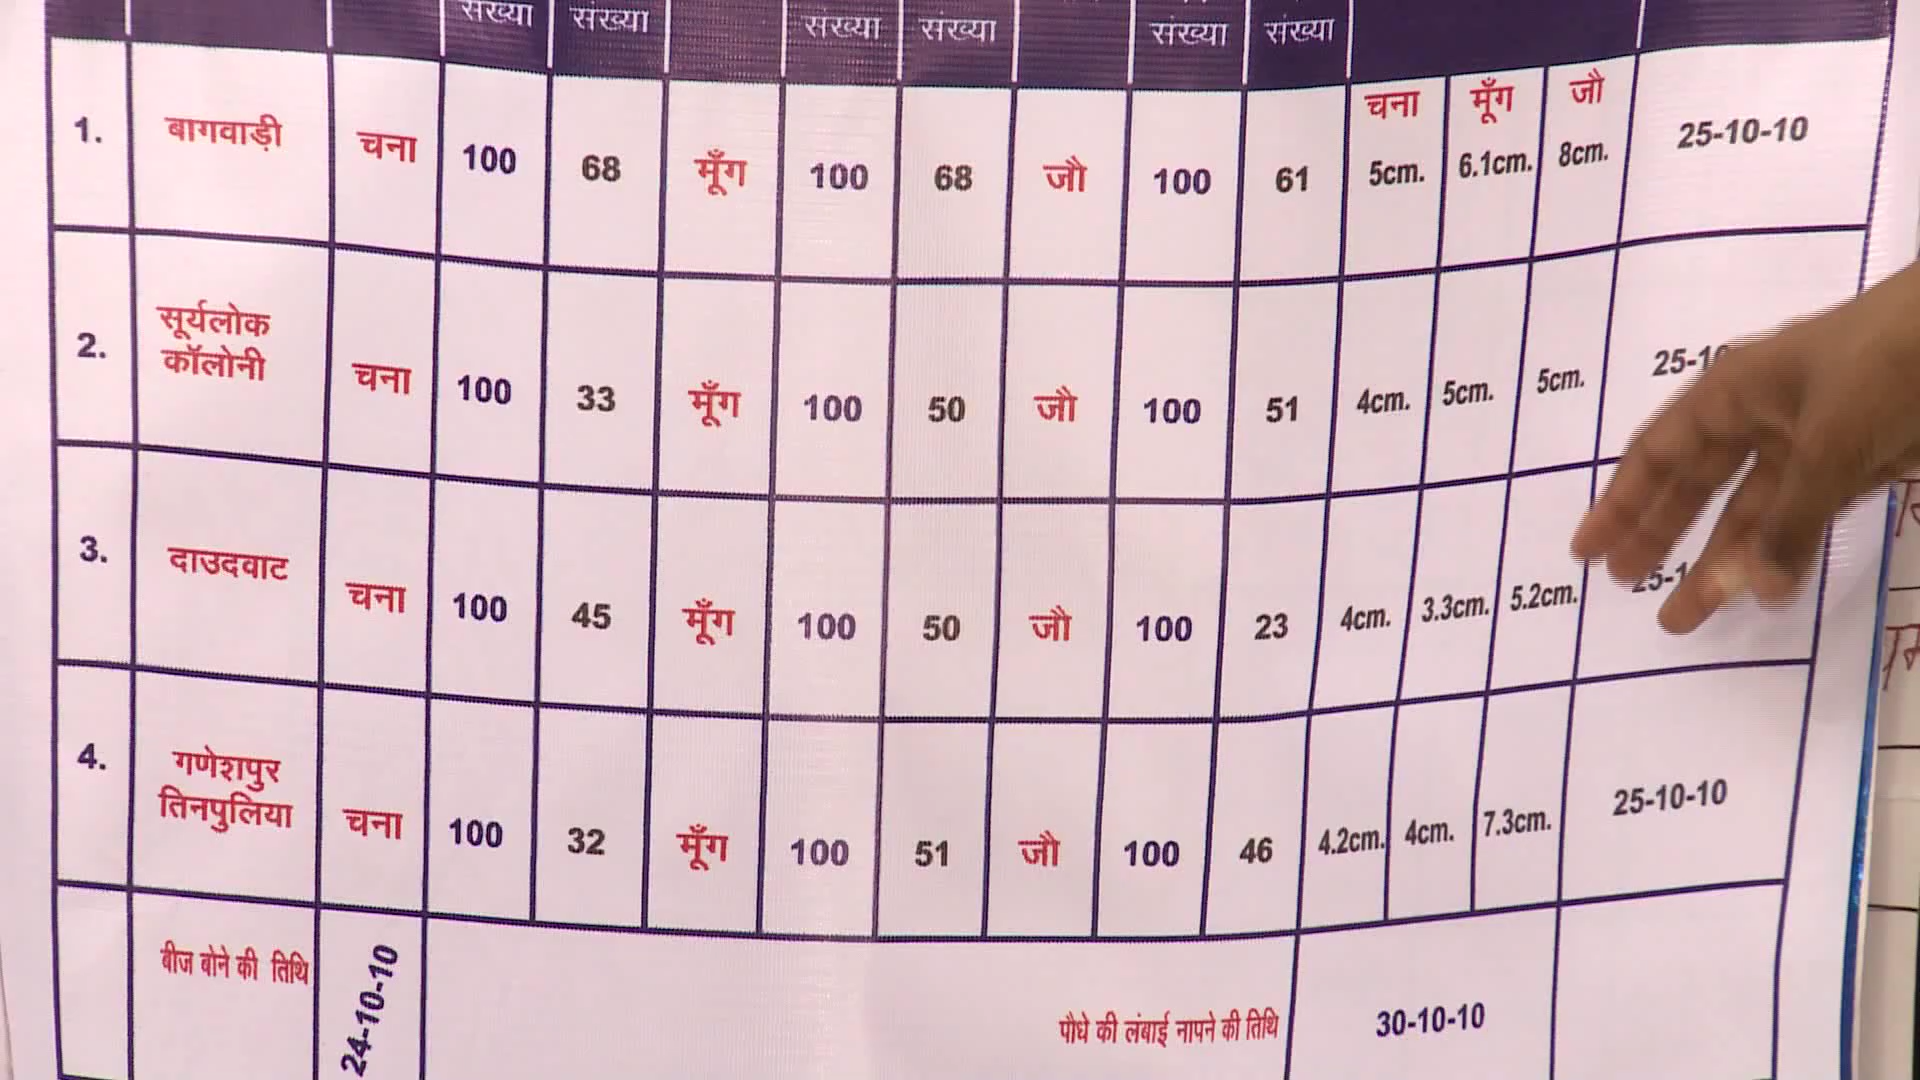 संख्या संख्या संख्या संख्या संख्या संख्या
चना मूँग जौ
1. बागवाड़ी चना 100 68 मूँग 100 68 जौ 100 61 5cm. 6.1cm. 8cm. 25-10-10
सूर्यलोक
2. कॉलोनी चना 100 33 मूँग 100 50 जौ 100 51 4cm. 5cm. 5cm.
3. दाउदवाट चना 100 45 मूँग 100 50 जौ 100 23 4cm. 3.3cm. 5.2cm.
4. गणेशपुर
तिनपुलिया चना 100 32 मूँग 100 51 जौ 100 46 4.2cm. 4cm. 7.3cm. 25-10-10
बीज बोने की तिथि 24-10-10
पौधे की लंबाई नापने की तिथि 30-10-10